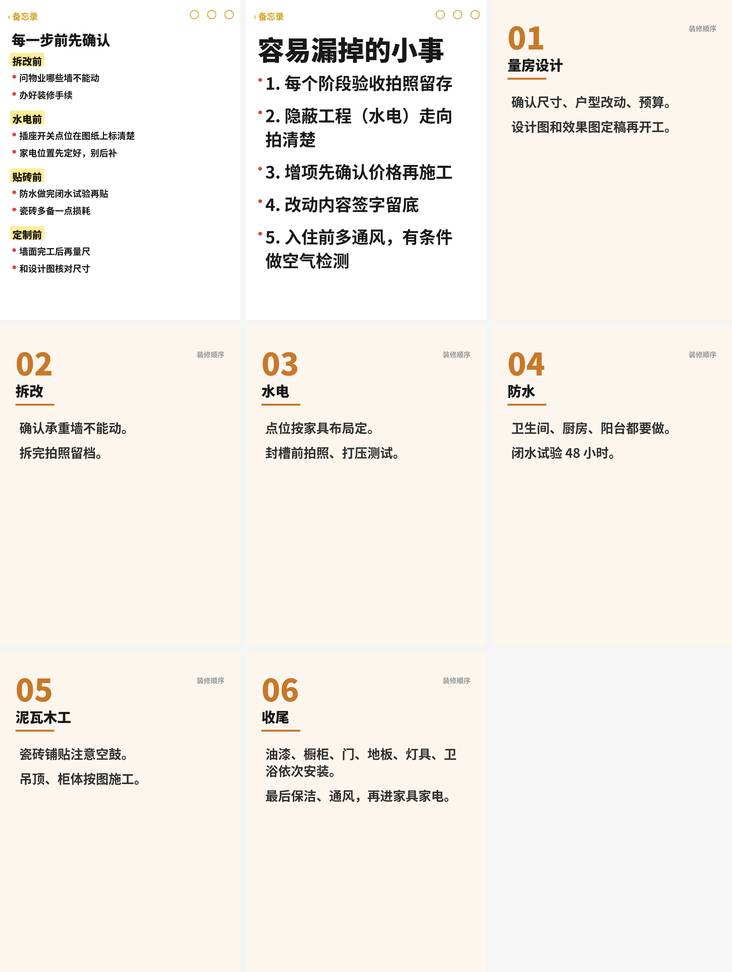 ‹ 备忘录
每一步前先确认
拆改前
问物业哪些墙不能动
办好装修手续
水电前
插座开关点位在图纸上标清楚
家电位置先定好，别后补
贴砖前
防水做完闭水试验再贴
瓷砖多备一点损耗
定制前
墙面完工后再量尺
和设计图核对尺寸
‹ 备忘录
容易漏掉的小事
1. 每个阶段验收拍照留存
2. 隐蔽工程（水电）走向
拍清楚
3. 增项先确认价格再施工
4. 改动内容签字留底
5. 入住前多通风，有条件
做空气检测
装修顺序
01
量房设计
确认尺寸、户型改动、预算。
设计图和效果图定稿再开工。
装修顺序
02
拆改
确认承重墙不能动。
拆完拍照留档。
装修顺序
03
水电
点位按家具布局定。
封槽前拍照、打压测试。
装修顺序
04
防水
卫生间、厨房、阳台都要做。
闭水试验 48 小时。
装修顺序
05
泥瓦木工
瓷砖铺贴注意空鼓。
吊顶、柜体按图施工。
装修顺序
06
收尾
油漆、橱柜、门、地板、灯具、卫
浴依次安装。
最后保洁、通风，再进家具家电。